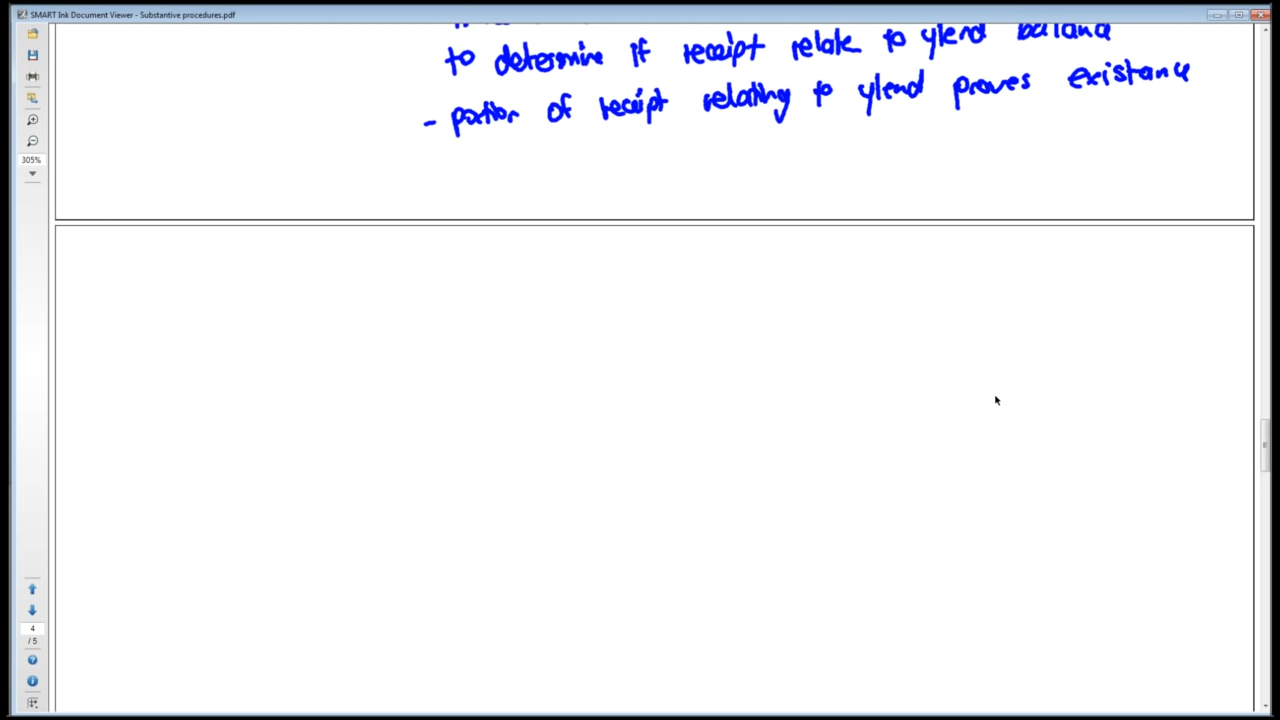 SMART Ink Document Viewer - Substantive procedures.pdf
to determine if receipt relate to y/end balance
- portion of receipt relating to y/end proves existance
305%
4
/ 5